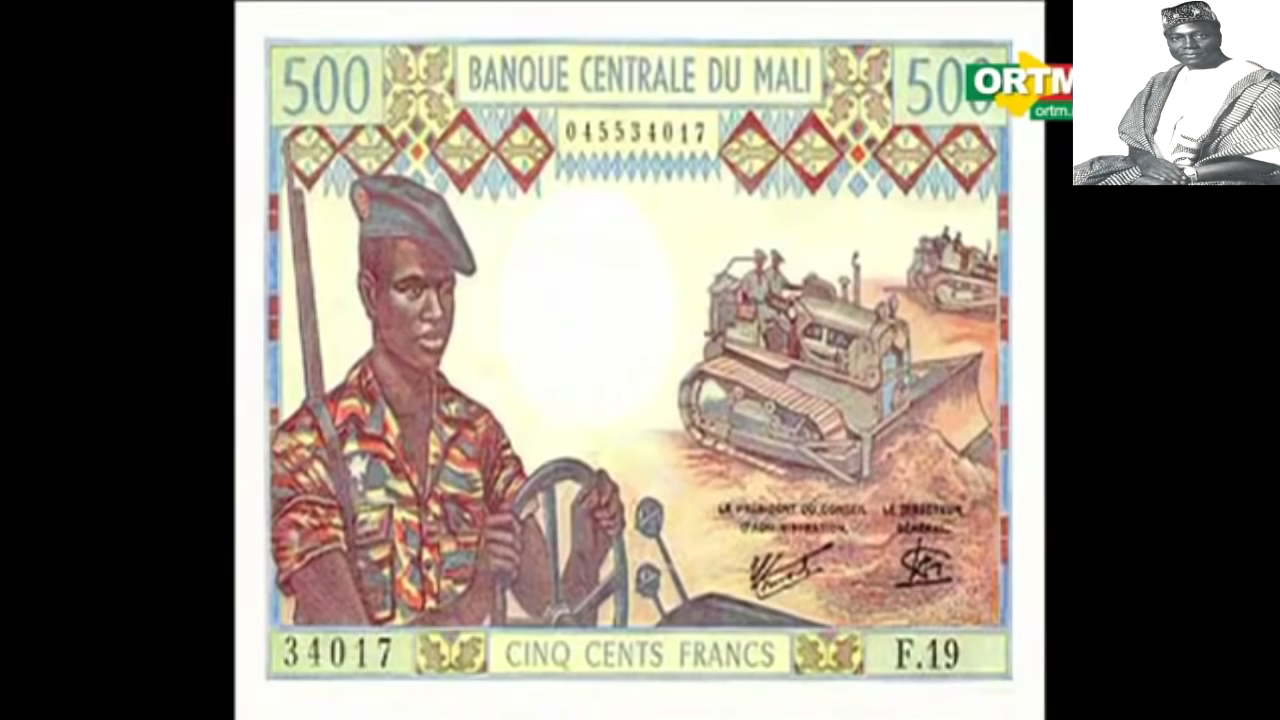 500
BANQUE CENTRALE DU MALI
500
045534017
ORTM
ortm.
LE PRÉSIDENT DU CONSEIL
D'ADMINISTRATION
LE DIRECTEUR
GÉNÉRAL
34017
CINQ CENTS FRANCS
F.19